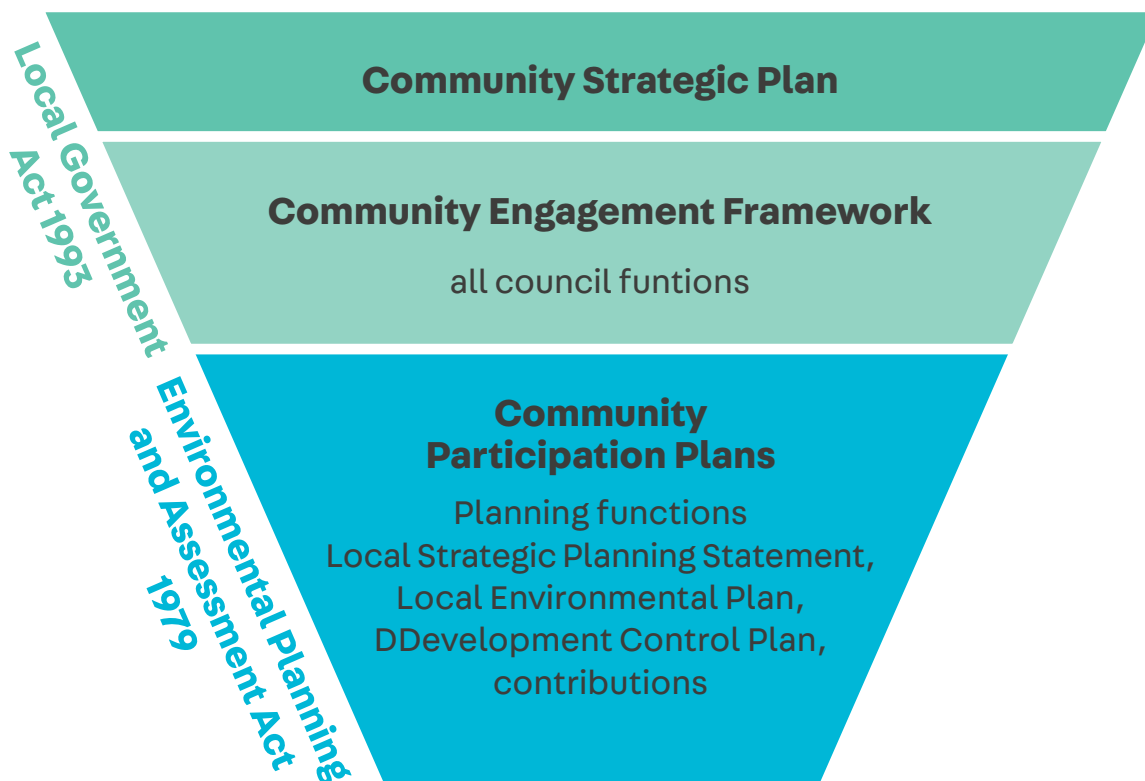 Community Strategic Plan
Local Government
Act 1993
Community Engagement Framework
all council funtions
Environmental Planning
and Assessment Act
1979
Community
Participation Plans
Planning functions
Local Strategic Planning Statement,
Local Environmental Plan,
DDevelopment Control Plan,
contributions